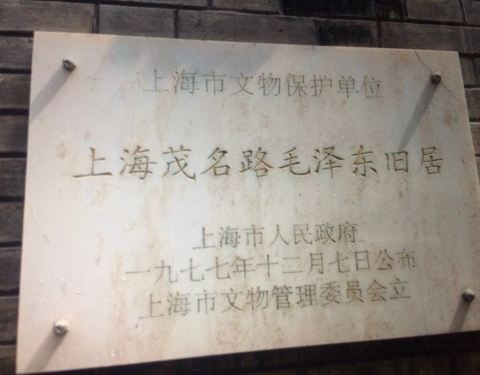 上海市文物保护单位
上海茂名路毛泽东旧居
上海市人民政府
一九七七年十二月七日公布
上海市文物管理委员会立